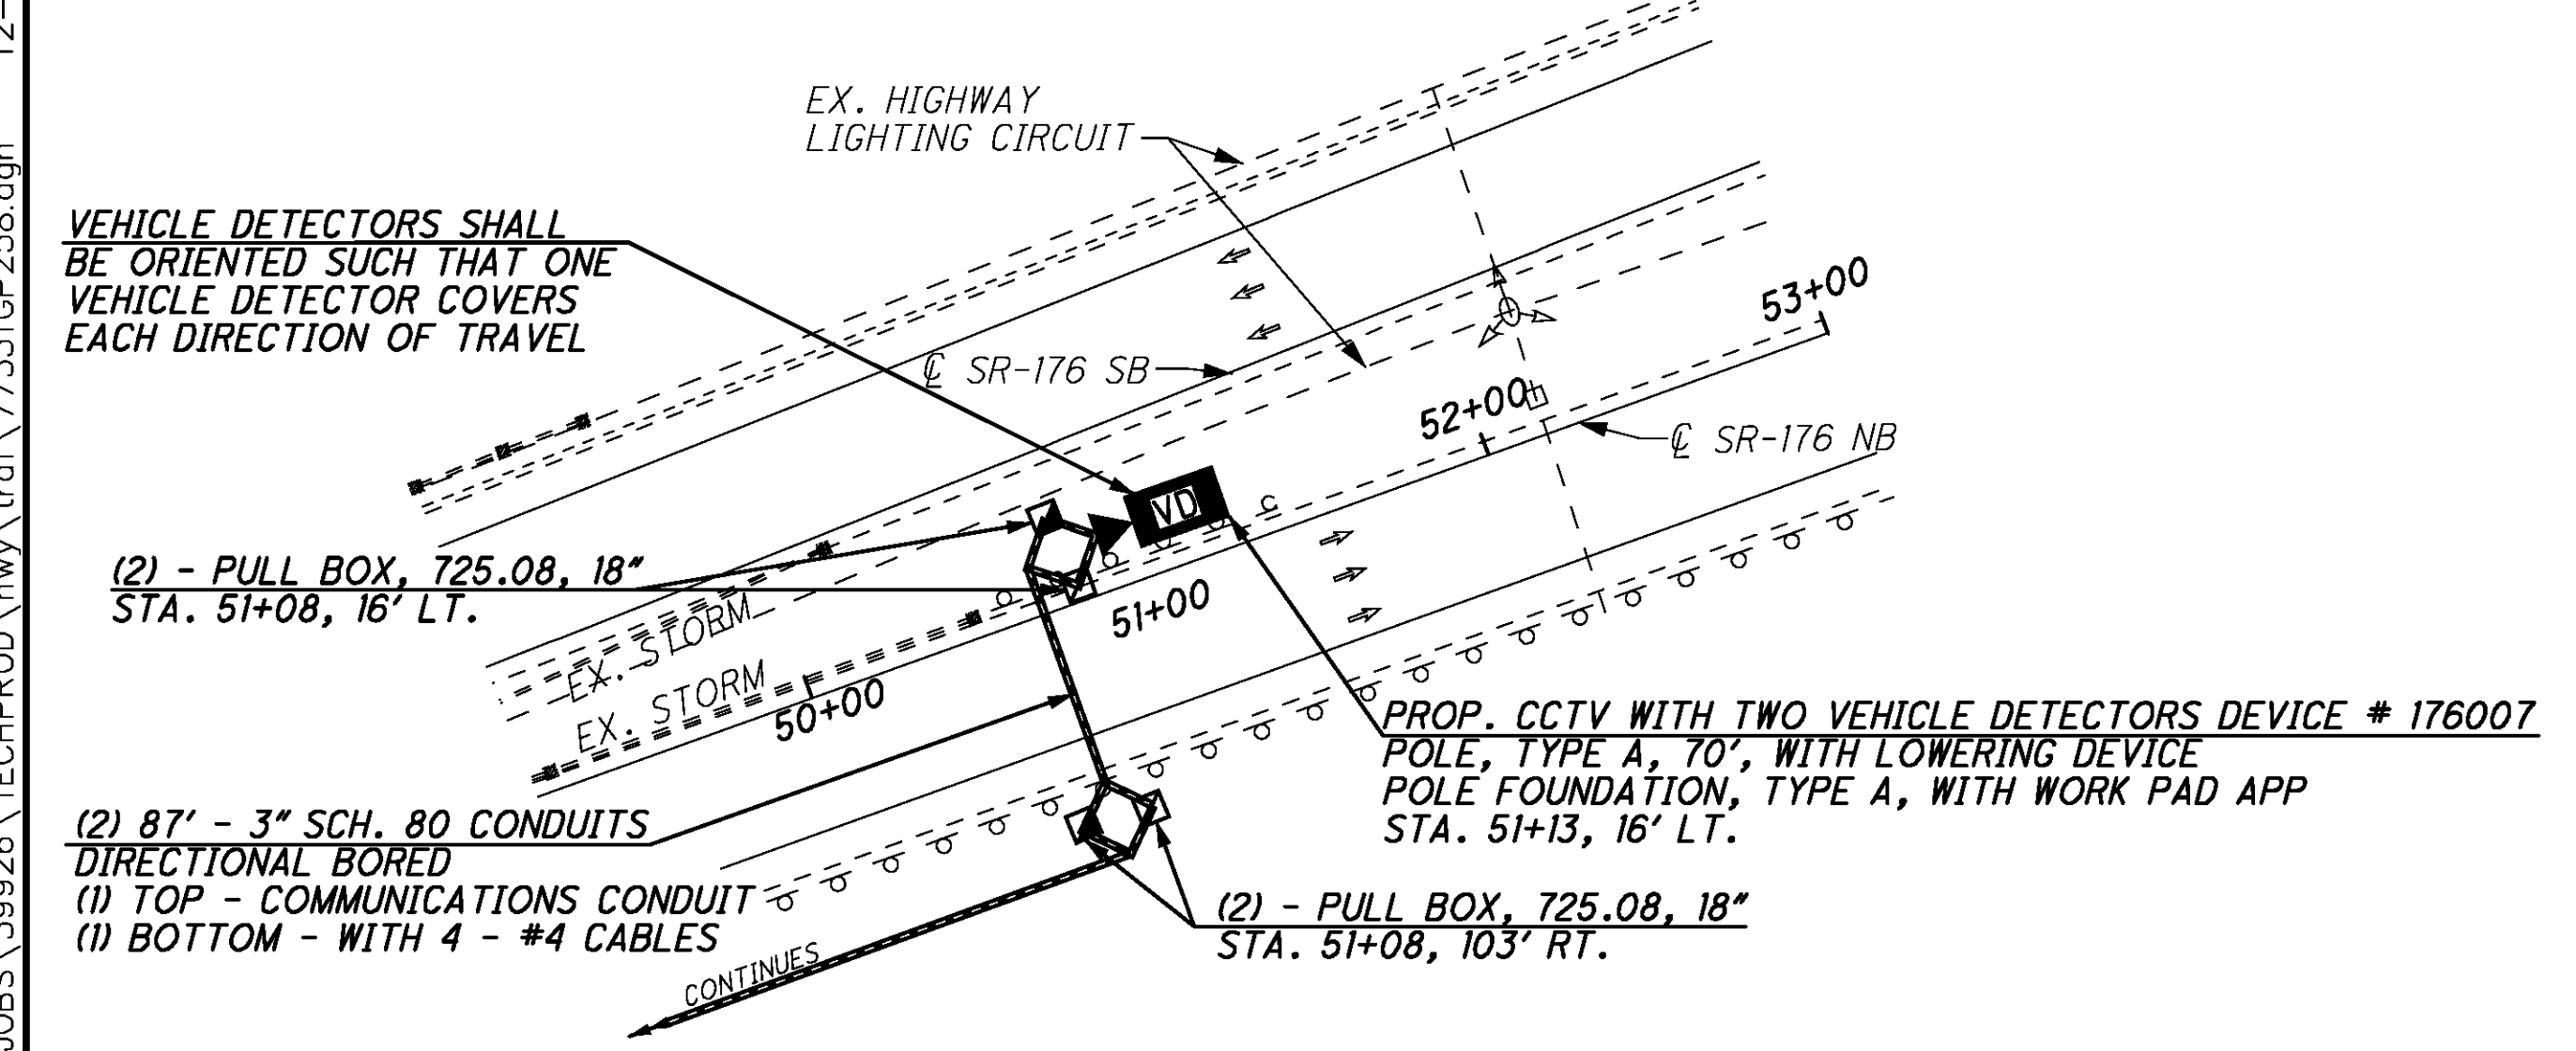 EX. HIGHWAY
LIGHTING CIRCUIT
VEHICLE DETECTORS SHALL
BE ORIENTED SUCH THAT ONE
VEHICLE DETECTOR COVERS
EACH DIRECTION OF TRAVEL
℄ SR-176 SB
53+00
52+00
℄ SR-176 NB
VD
C
(2) - PULL BOX, 725.08, 18"
STA. 51+08, 16' LT.
51+00
EX. STORM
EX. STORM
50+00
PROP. CCTV WITH TWO VEHICLE DETECTORS DEVICE # 176007
POLE, TYPE A, 70', WITH LOWERING DEVICE
POLE FOUNDATION, TYPE A, WITH WORK PAD APP
STA. 51+13, 16' LT.
(2) 87' - 3" SCH. 80 CONDUITS
DIRECTIONAL BORED
(1) TOP - COMMUNICATIONS CONDUIT
(1) BOTTOM - WITH 4 - #4 CABLES
(2) - PULL BOX, 725.08, 18"
STA. 51+08, 103' RT.
CONTINUES